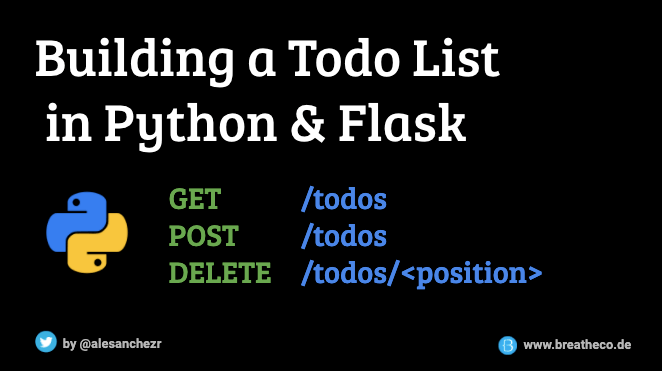 Building a Todo List
in Python & Flask
GET /todos
POST /todos
DELETE /todos/<position>
by @alesanchezr
www.breatheco.de